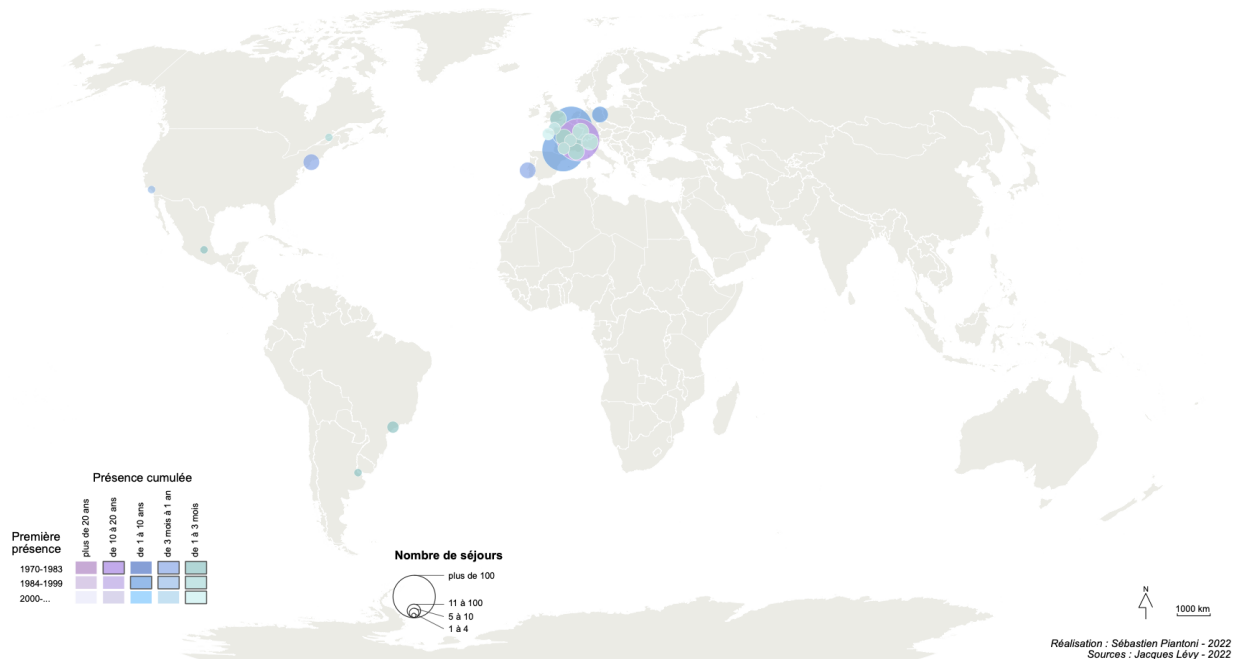 Présence cumulée
plus de 20 ans
de 10 à 20 ans
de 1 à 10 ans
de 3 mois à 1 an
de 1 à 3 mois
Première
présence
1970-1983
1984-1999
2000-...
Nombre de séjours
plus de 100
11 à 100
5 à 10
1 à 4
N
1000 km
Réalisation : Sébastien Piantoni - 2022
Sources : Jacques Lévy - 2022